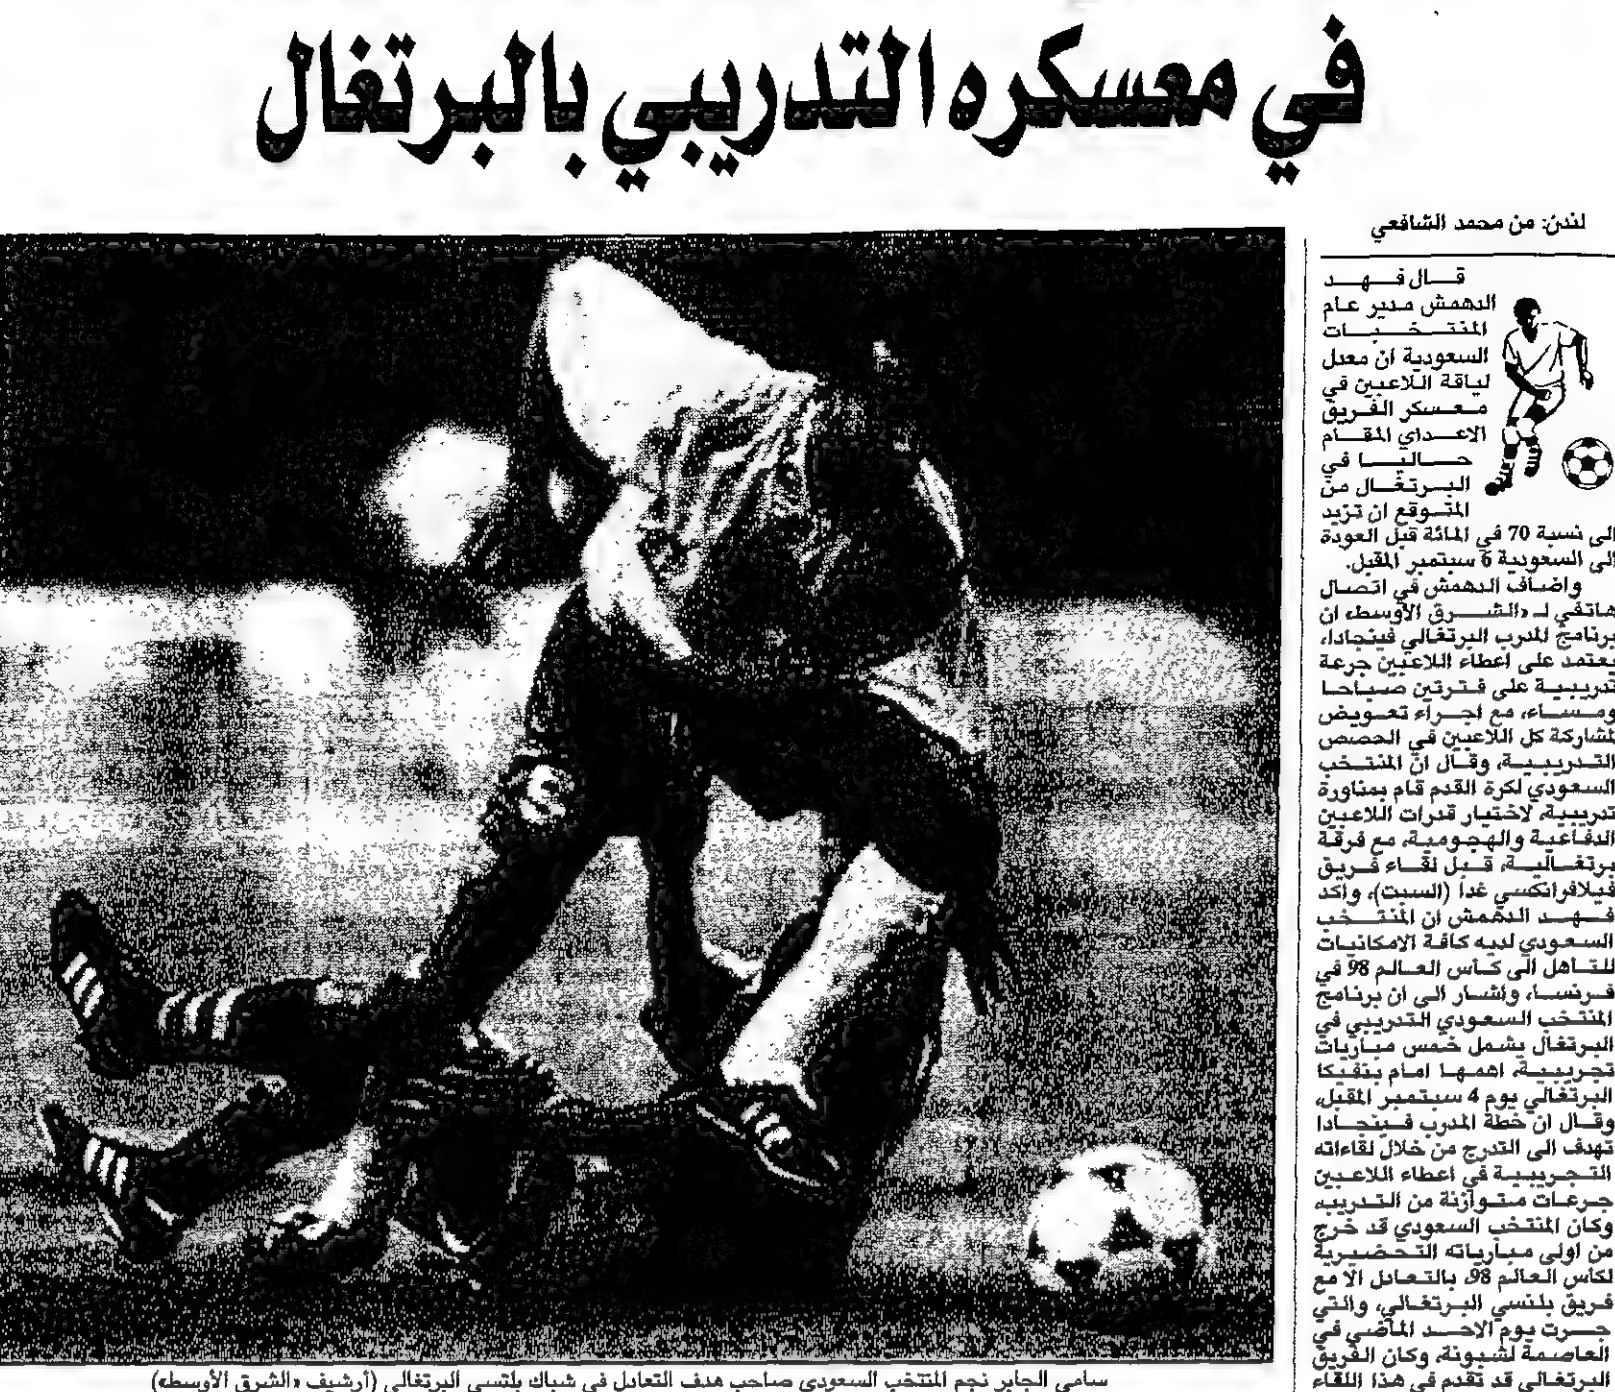 في معسكره التدريبي بالبرتغال
لندن: من محمد الشافعي
قال فهد
الدهمش مدير عام
المنتخبات
السعودية ان معدل
لياقة اللاعبين في
معسكر الفريق
الاعدادي المقام
حاليا في
البرتغال من
المتوقع ان تزيد
الى نسبة 70 في المائة قبل العودة
الى السعودية 6 سبتمبر المقبل.
واضاف الدهمش في اتصال
هاتفي لـ «الشرق الأوسط» ان
برنامج المدرب البرتغالي فينجادا،
يعتمد على اعطاء اللاعبين جرعة
تدريبية على فترتين صباحا
ومساء، مع اجراء تعويض
لمشاركة كل اللاعبين في الحصص
التدريبية، وقال ان المنتخب
السعودي لكرة القدم قام بمناورة
تدريبية، لاختيار قدرات اللاعبين
الدفاعية والهجومية، مع فرقة
برتغالية، قبل لقاء فريق
فيلافرانكسي غدا (السبت)، واكد
فهد الدهمش ان المنتخب
السعودي لديه كافة الامكانيات
للتأهل الى كأس العالم 98 في
فرنسا، واشار الى ان برنامج
المنتخب السعودي التدريبي في
البرتغال يشمل خمس مباريات
تجريبية، اهمها امام بنفيكا
البرتغالي يوم 4 سبتمبر المقبل،
وقال ان خطة المدرب فينجادا
تهدف الى التدرج من خلال لقاءاته
التجريبية في اعطاء اللاعبين
جرعات متوازنة من التدريب،
وكان المنتخب السعودي قد خرج
من اولى مبارياته التحضيرية
لكأس العالم 98، بالتعادل الا مع
فريق بلنسي البرتغالي، والتي
جرت يوم الاحد الماضي في
العاصمة لشبونة، وكان الفريق
البرتغالي قد تقدم في هذا اللقاء
سامي الجابر نجم المنتخب السعودي صاحب هدف التعادل في شباك بلنسي البرتغالي (أرشيف «الشرق الأوسط»)